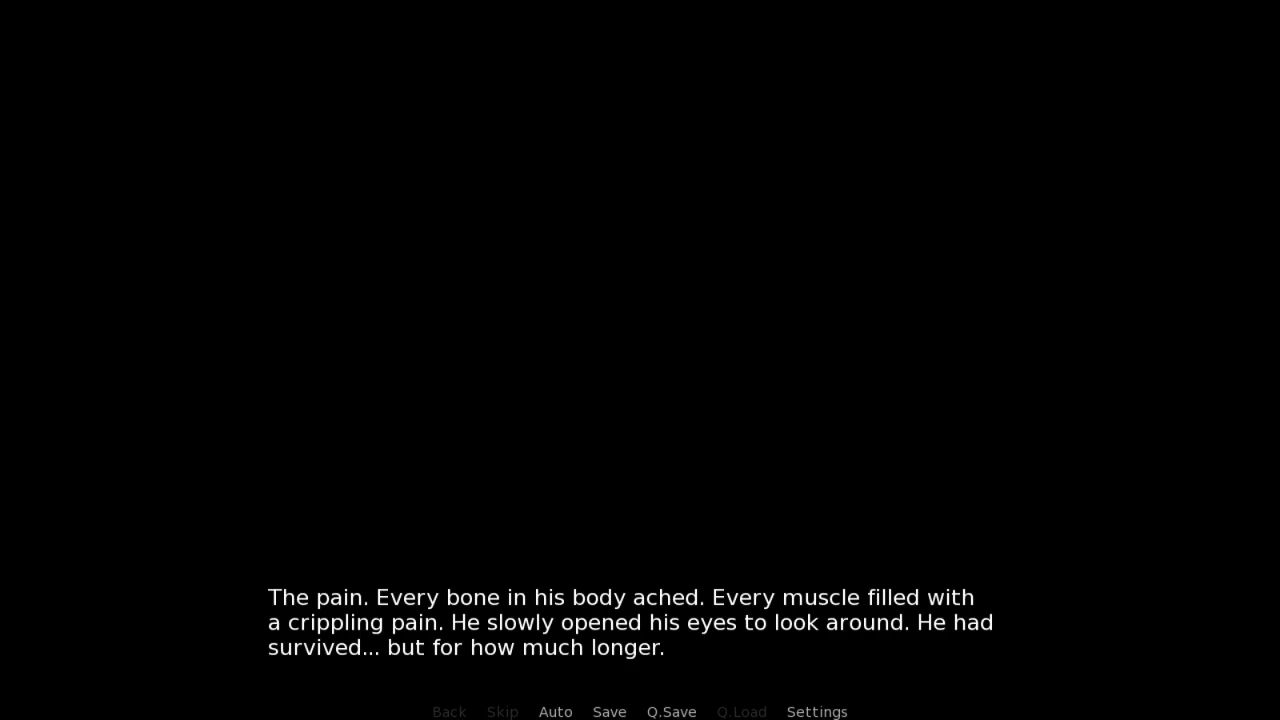 The pain. Every bone in his body ached. Every muscle filled with
a crippling pain. He slowly opened his eyes to look around. He had
survived... but for how much longer.
Back Skip Auto Save Q.Save Q.Load Settings